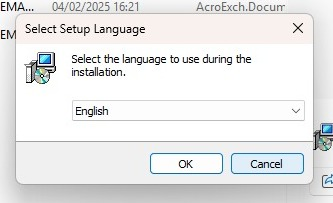 EMA... 04/02/2025 16:21 AcroExch.Docum
Select Setup Language
EM
Select the language to use during the
installation.
English
OK
Cancel